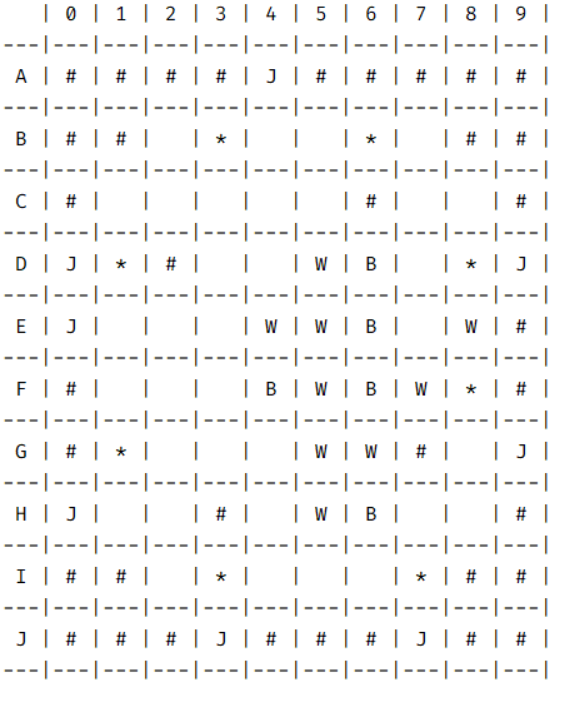 | 0 | 1 | 2 | 3 | 4 | 5 | 6 | 7 | 8 | 9 |
---|---|---|---|---|---|---|---|---|---|---|
 A | # | # | # | # | J | # | # | # | # | # |
---|---|---|---|---|---|---|---|---|---|---|
 B | # | # |   | * |   |   | * |   | # | # |
---|---|---|---|---|---|---|---|---|---|---|
 C | # |   |   |   |   |   | # |   |   | # |
---|---|---|---|---|---|---|---|---|---|---|
 D | J | * | # |   |   | W | B |   | * | J |
---|---|---|---|---|---|---|---|---|---|---|
 E | J |   |   |   | W | W | B |   | W | # |
---|---|---|---|---|---|---|---|---|---|---|
 F | # |   |   |   | B | W | B | W | * | # |
---|---|---|---|---|---|---|---|---|---|---|
 G | # | * |   |   |   | W | W | # |   | J |
---|---|---|---|---|---|---|---|---|---|---|
 H | J |   |   | # |   | W | B |   |   | # |
---|---|---|---|---|---|---|---|---|---|---|
 I | # | # |   | * |   |   |   | * | # | # |
---|---|---|---|---|---|---|---|---|---|---|
 J | # | # | # | J | # | # | # | J | # | # |
---|---|---|---|---|---|---|---|---|---|---|